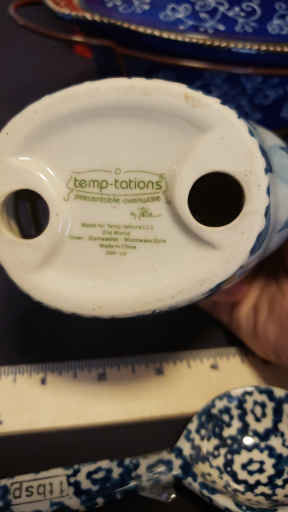 temp-tations®
presentable ovenware
by Tara
Made for Temp-tations LLC
Old World
Oven · Dishwasher · Microwave Safe
Made in China
1tbsp